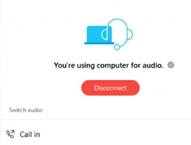 You're using computer for audio.
Disconnect
Switch audio
Call in